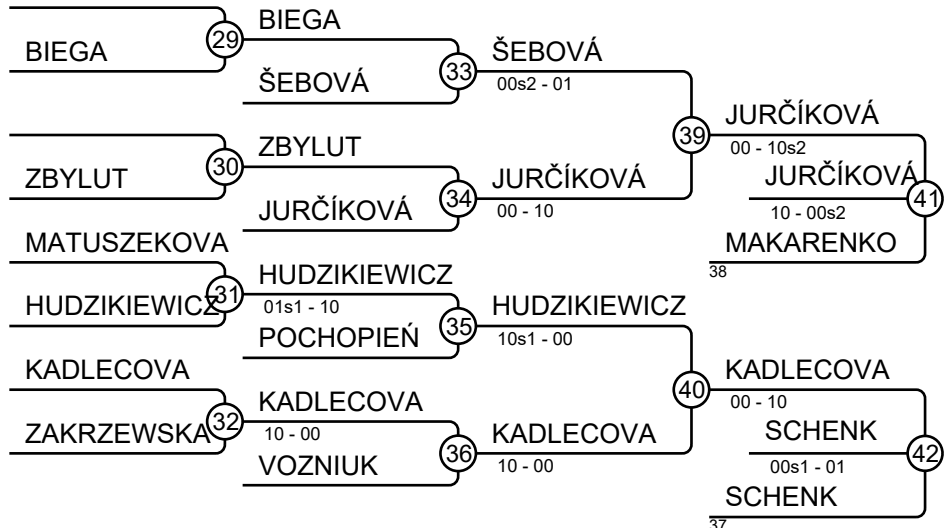 BIEGA
29
BIEGA
ŠEBOVÁ
33
ŠEBOVÁ
00s2 - 01
ZBYLUT
30
ZBYLUT
JURČÍKOVÁ
34
JURČÍKOVÁ
00 - 10
39
JURČÍKOVÁ
00 - 10s2
JURČÍKOVÁ
10 - 00s2
41
MAKARENKO
38
MATUSZEKOVA
HUDZIKIEWICZ
31
HUDZIKIEWICZ
01s1 - 10
POCHOPIEŃ
35
HUDZIKIEWICZ
10s1 - 00
KADLECOVA
ZAKRZEWSKA
32
KADLECOVA
10 - 00
VOZNIUK
36
KADLECOVA
10 - 00
40
KADLECOVA
00 - 10
SCHENK
00s1 - 01
42
SCHENK
37